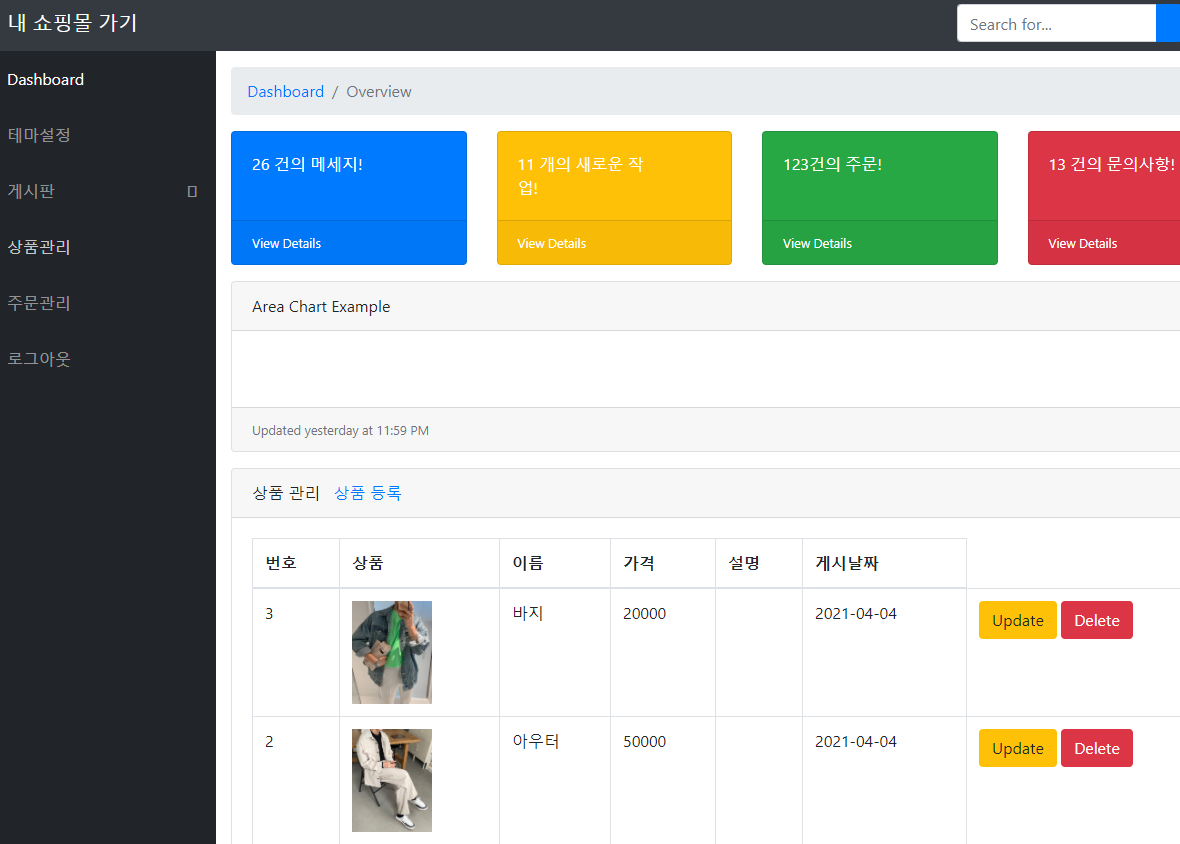 내 쇼핑몰 가기
Search for...
Dashboard
테마설정
게시판
상품관리
주문관리
로그아웃
Dashboard / Overview
26 건의 메세지!
View Details
11 개의 새로운 작
업!
View Details
123건의 주문!
View Details
13 건의 문의사항!
View Details
Area Chart Example
Updated yesterday at 11:59 PM
상품 관리 상품 등록
번호 상품 이름 가격 설명 게시날짜
3 바지 20000 2021-04-04 Update Delete
2 아우터 50000 2021-04-04 Update Delete